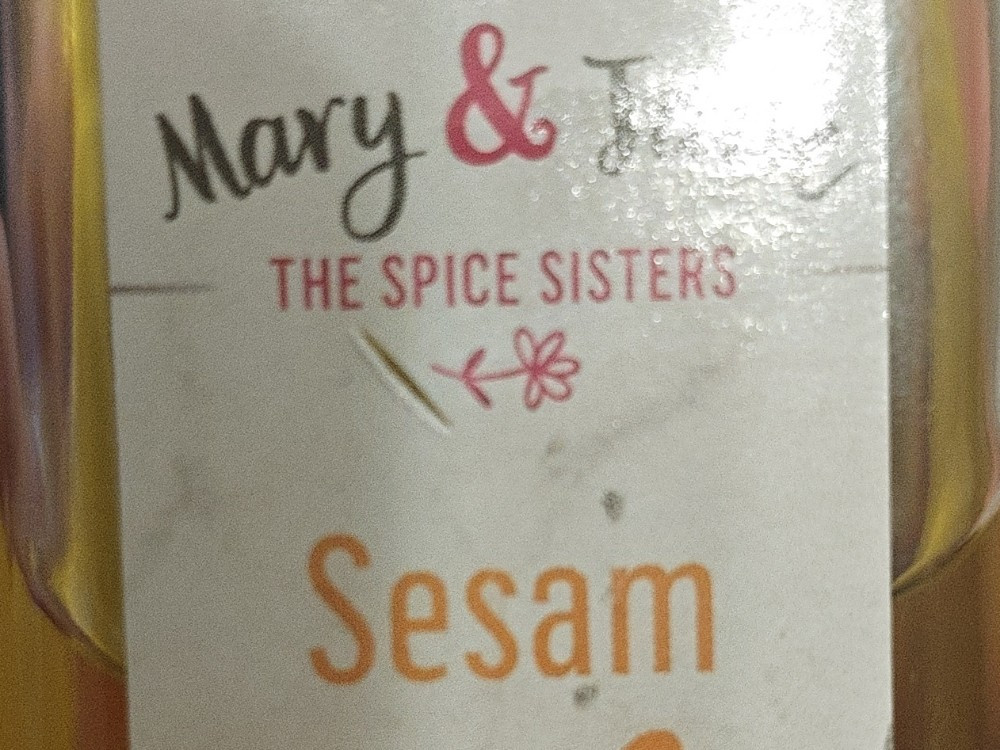 Mary &
THE SPICE SISTERS
Sesam